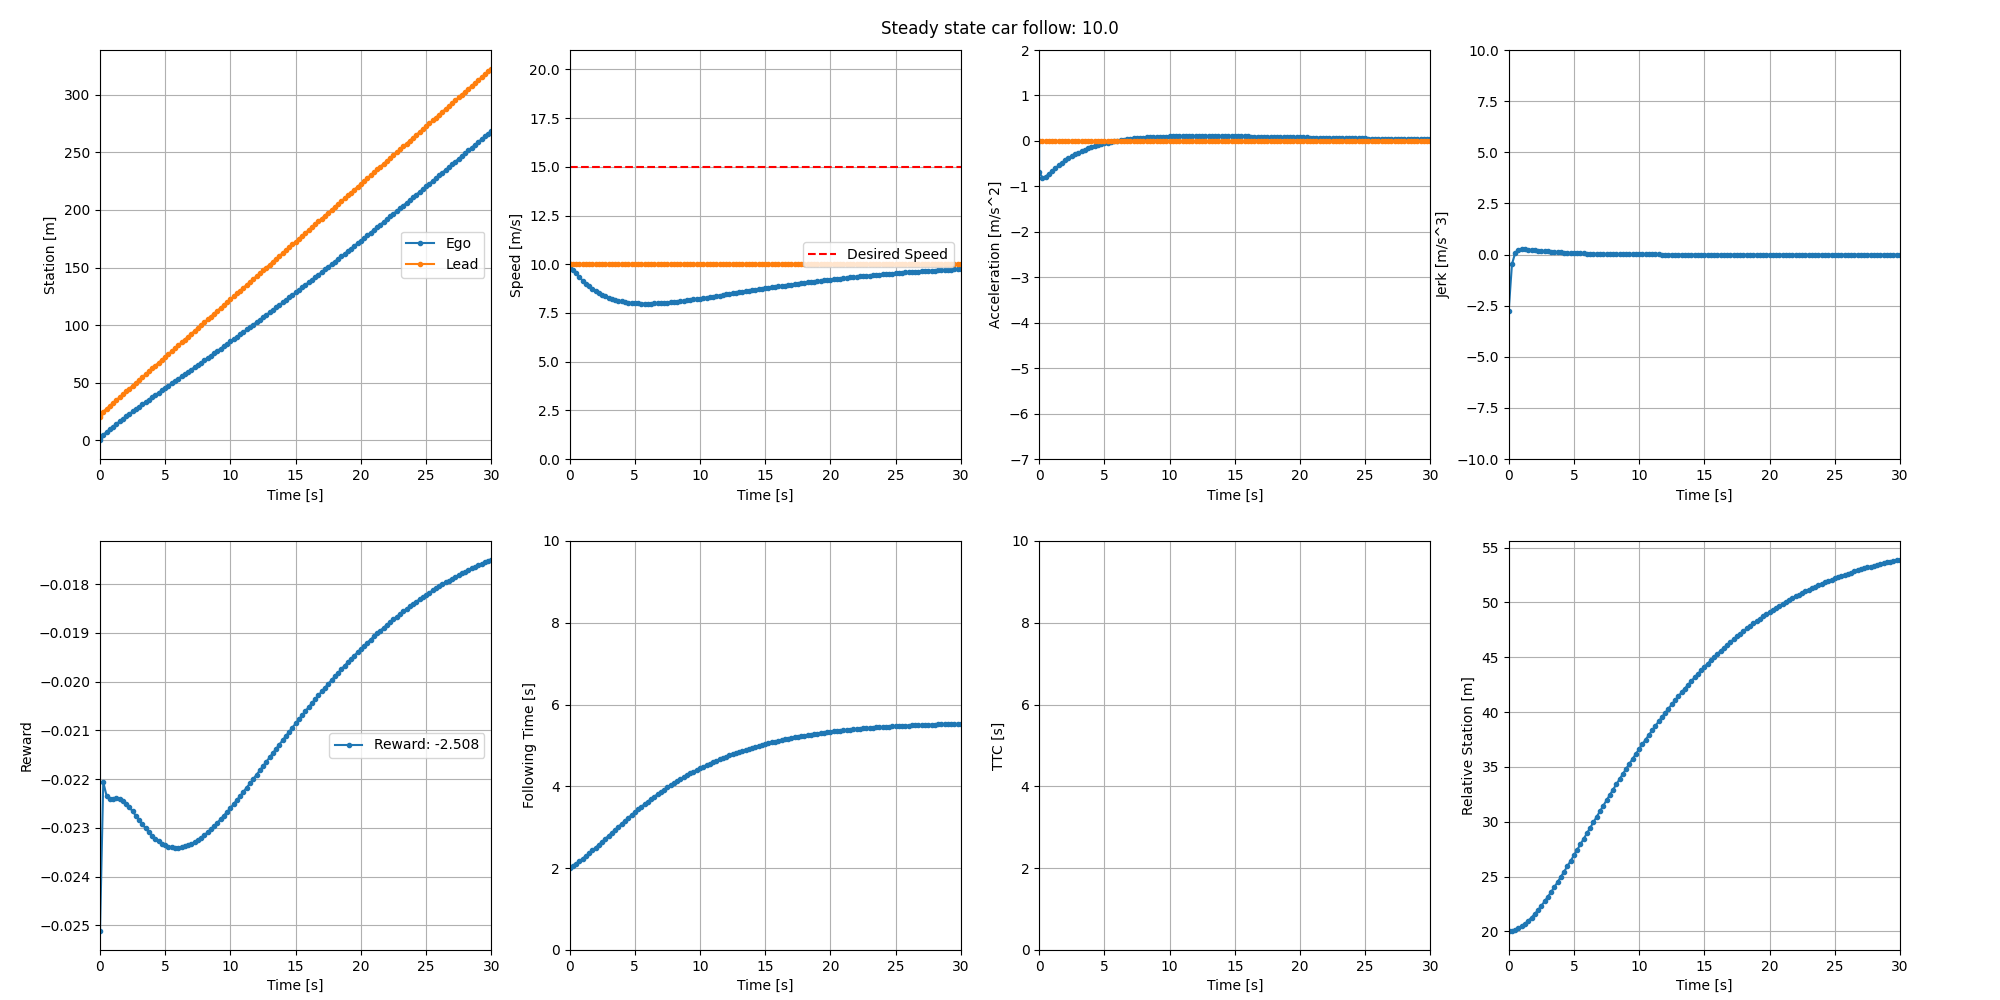 Steady state car follow: 10.0
Station [m]
300
250
200
150
100
50
0
Ego
Lead
0 5 10 15 20 25 30
Time [s]
Speed [m/s]
20.0
17.5
15.0
12.5
10.0
7.5
5.0
2.5
0.0
Desired Speed
0 5 10 15 20 25 30
Time [s]
Acceleration [m/s^2]
2
1
0
−1
−2
−3
−4
−5
−6
−7
0 5 10 15 20 25 30
Time [s]
Jerk [m/s^3]
10.0
7.5
5.0
2.5
0.0
−2.5
−5.0
−7.5
−10.0
0 5 10 15 20 25 30
Time [s]
Reward
−0.018
−0.019
−0.020
−0.021
−0.022
−0.023
−0.024
−0.025
Reward: -2.508
0 5 10 15 20 25 30
Time [s]
Following Time [s]
10
8
6
4
2
0
0 5 10 15 20 25 30
Time [s]
TTC [s]
10
8
6
4
2
0
0 5 10 15 20 25 30
Time [s]
Relative Station [m]
55
50
45
40
35
30
25
20
0 5 10 15 20 25 30
Time [s]